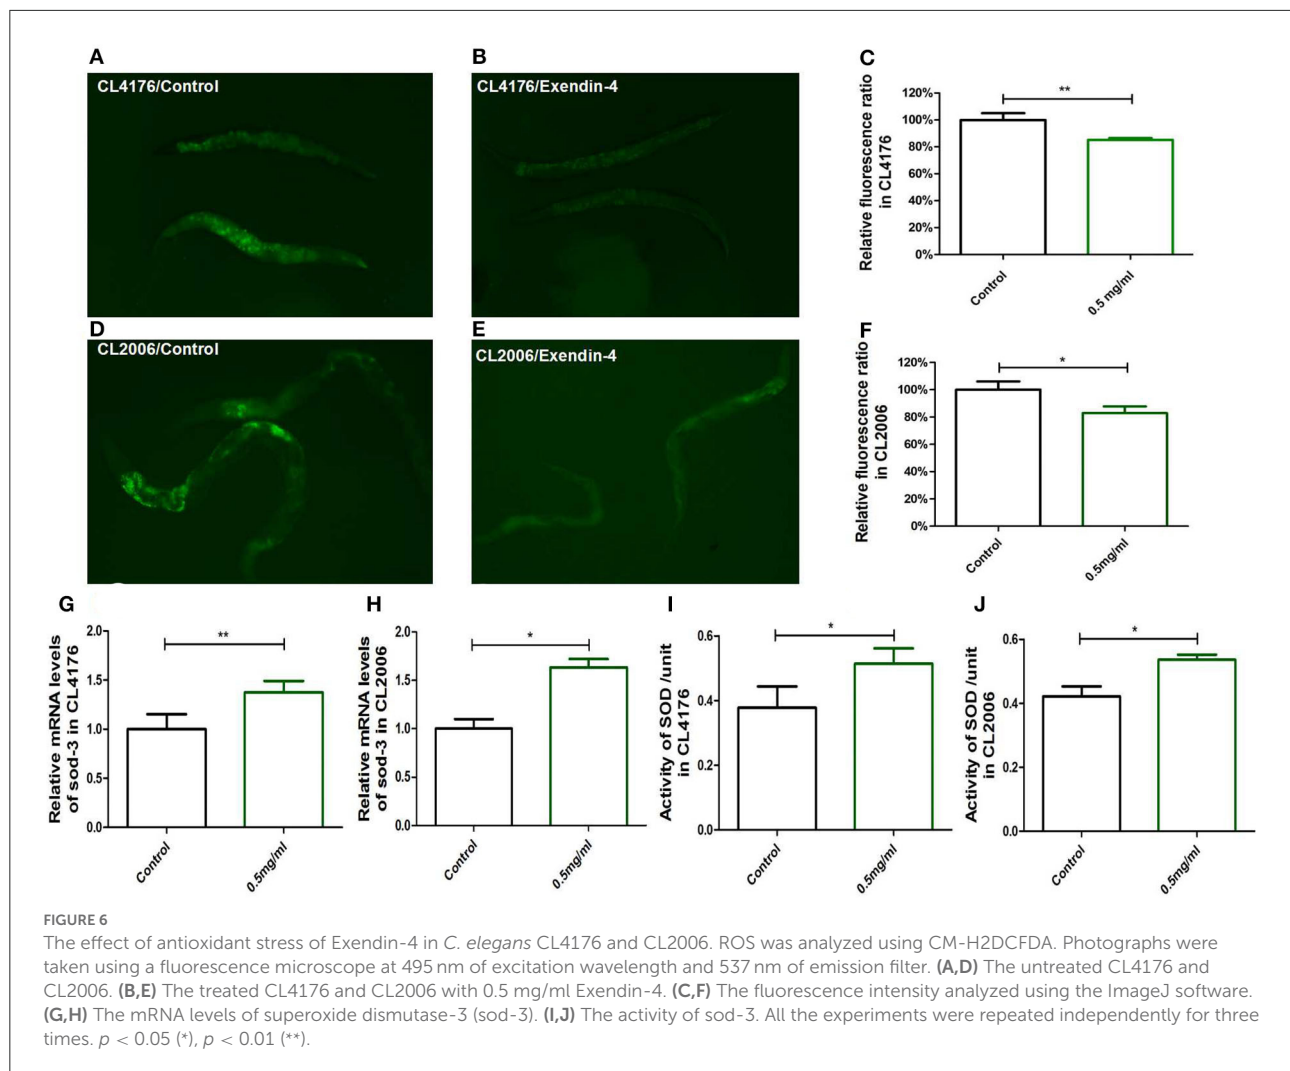 A
B
C
CL4176/Control
CL4176/Exendin-4
Relative fluorescence ratio
in CL4176
120%
100%
80%
60%
40%
20%
0%
**
Control
0.5 mg/ml
D
E
F
CL2006/Control
CL2006/Exendin-4
Relative fluorescence ratio
in CL2006
120%
100%
80%
60%
40%
20%
0%
*
Control
0.5mg/ml
G
Relative mRNA levels
of sod-3 in CL4176
2.0
1.5
1.0
0.5
0.0
**
Control
0.5mg/ml
H
Relative mRNA levels
of sod-3 in CL2006
2.0
1.5
1.0
0.5
0.0
*
Control
0.5mg/ml
I
Activity of SOD /unit
in CL4176
0.6
0.4
0.2
0.0
*
Control
0.5mg/ml
J
Activity of SOD /unit
in CL2006
0.6
0.4
0.2
0.0
*
Control
0.5mg/ml
FIGURE 6
The effect of antioxidant stress of Exendin-4 in C. elegans CL4176 and CL2006. ROS was analyzed using CM-H2DCFDA. Photographs were
taken using a fluorescence microscope at 495 nm of excitation wavelength and 537 nm of emission filter. (A,D) The untreated CL4176 and
CL2006. (B,E) The treated CL4176 and CL2006 with 0.5 mg/ml Exendin-4. (C,F) The fluorescence intensity analyzed using the ImageJ software.
(G,H) The mRNA levels of superoxide dismutase-3 (sod-3). (I,J) The activity of sod-3. All the experiments were repeated independently for three
times. p < 0.05 (*), p < 0.01 (**).